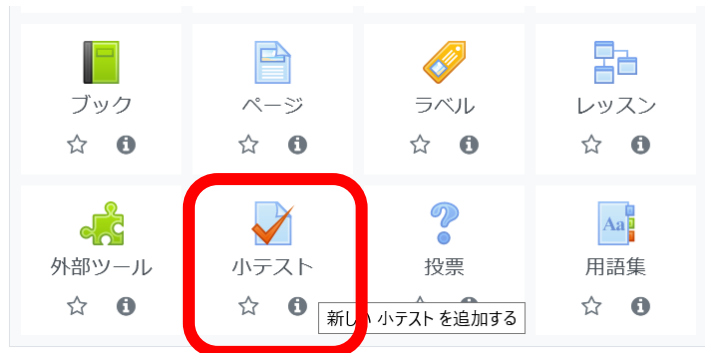 ブック
ページ
ラベル
レッスン
外部ツール
小テスト
投票
用語集
Aa
新しい 小テスト を追加する